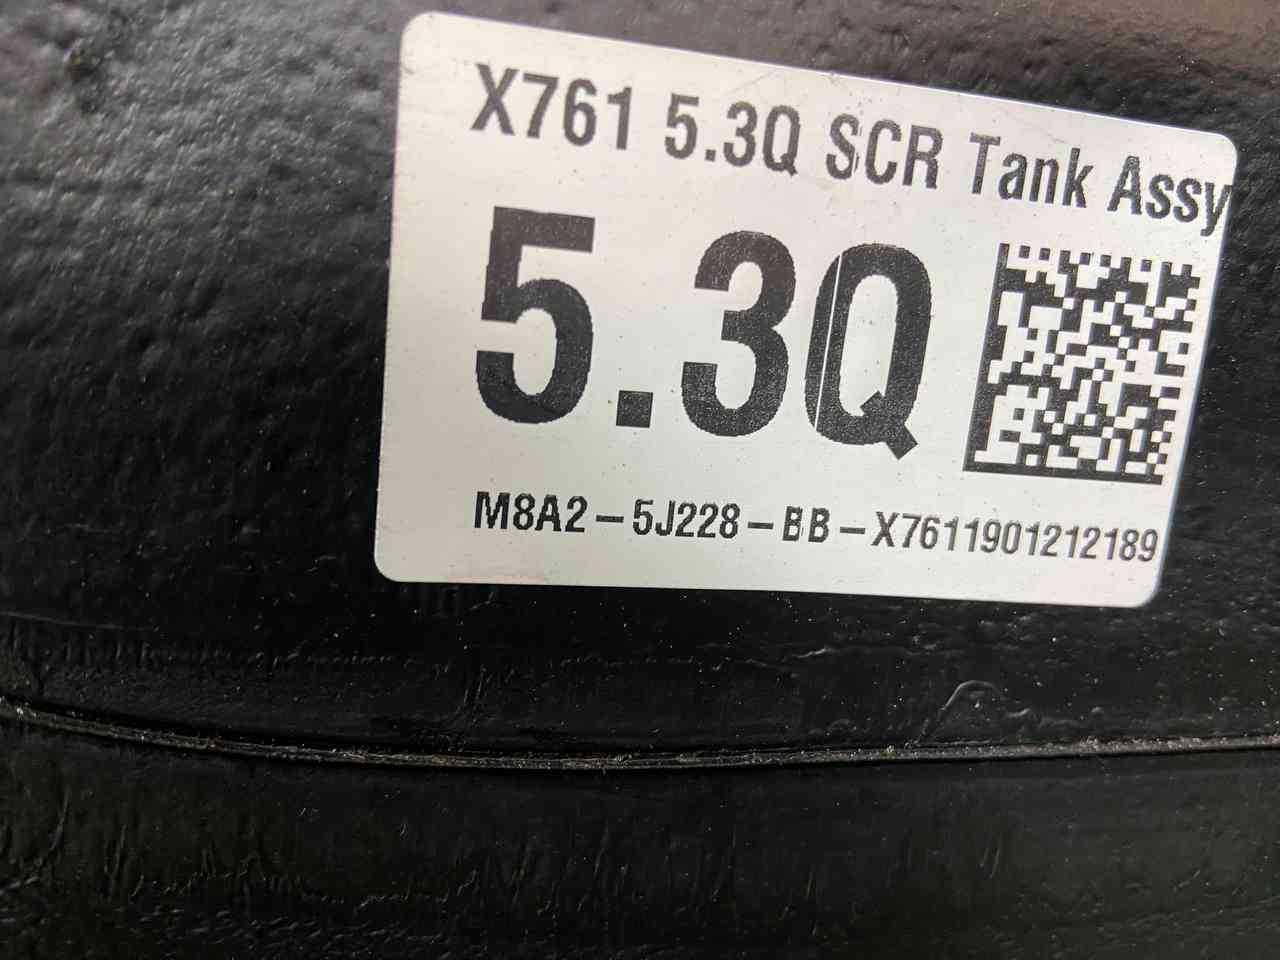 X761 5.3Q SCR Tank Assy
5.3Q
M8A2-5J228-BB-X7611901212189